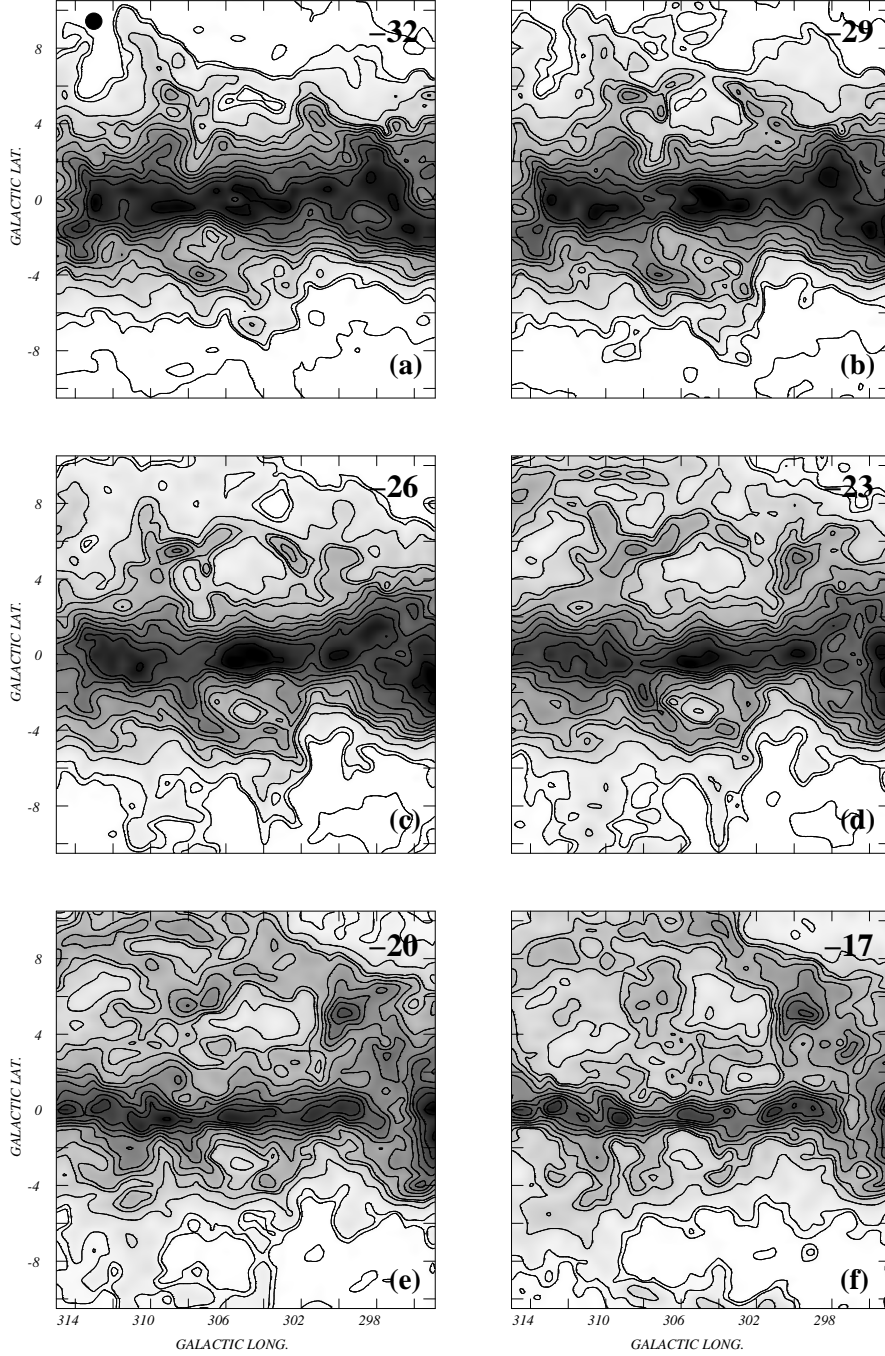 −32
−29
8
4
0
-4
-8
GALACTIC LAT.
(a)
(b)
−26
−23
8
4
0
-4
-8
GALACTIC LAT.
(c)
(d)
−20
−17
8
4
0
-4
-8
GALACTIC LAT.
(e)
(f)
314 310 306 302 298
314 310 306 302 298
GALACTIC LONG.
GALACTIC LONG.